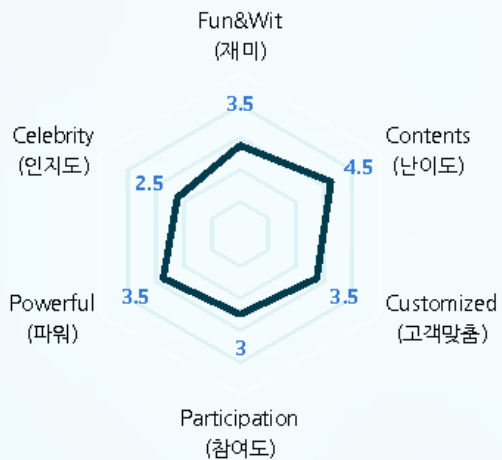 Fun&Wit
(재미)
3.5
Celebrity
(인지도)
2.5
Contents
(난이도)
4.5
Powerful
(파워)
3.5
Customized
(고객맞춤)
3.5
3
Participation
(참여도)